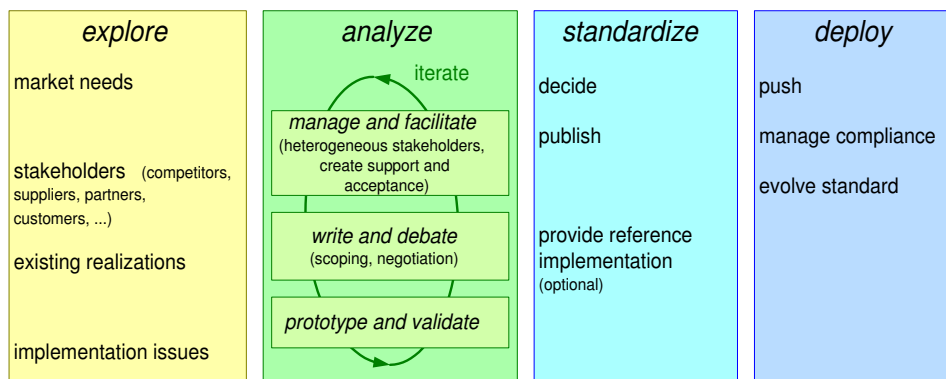 explore
market needs
stakeholders (competitors,
suppliers, partners,
customers, ...)
existing realizations
implementation issues
analyze
iterate
manage and facilitate
(heterogeneous stakeholders,
create support and
acceptance)
write and debate
(scoping, negotiation)
prototype and validate
standardize
decide
publish
provide reference
implementation
(optional)
deploy
push
manage compliance
evolve standard